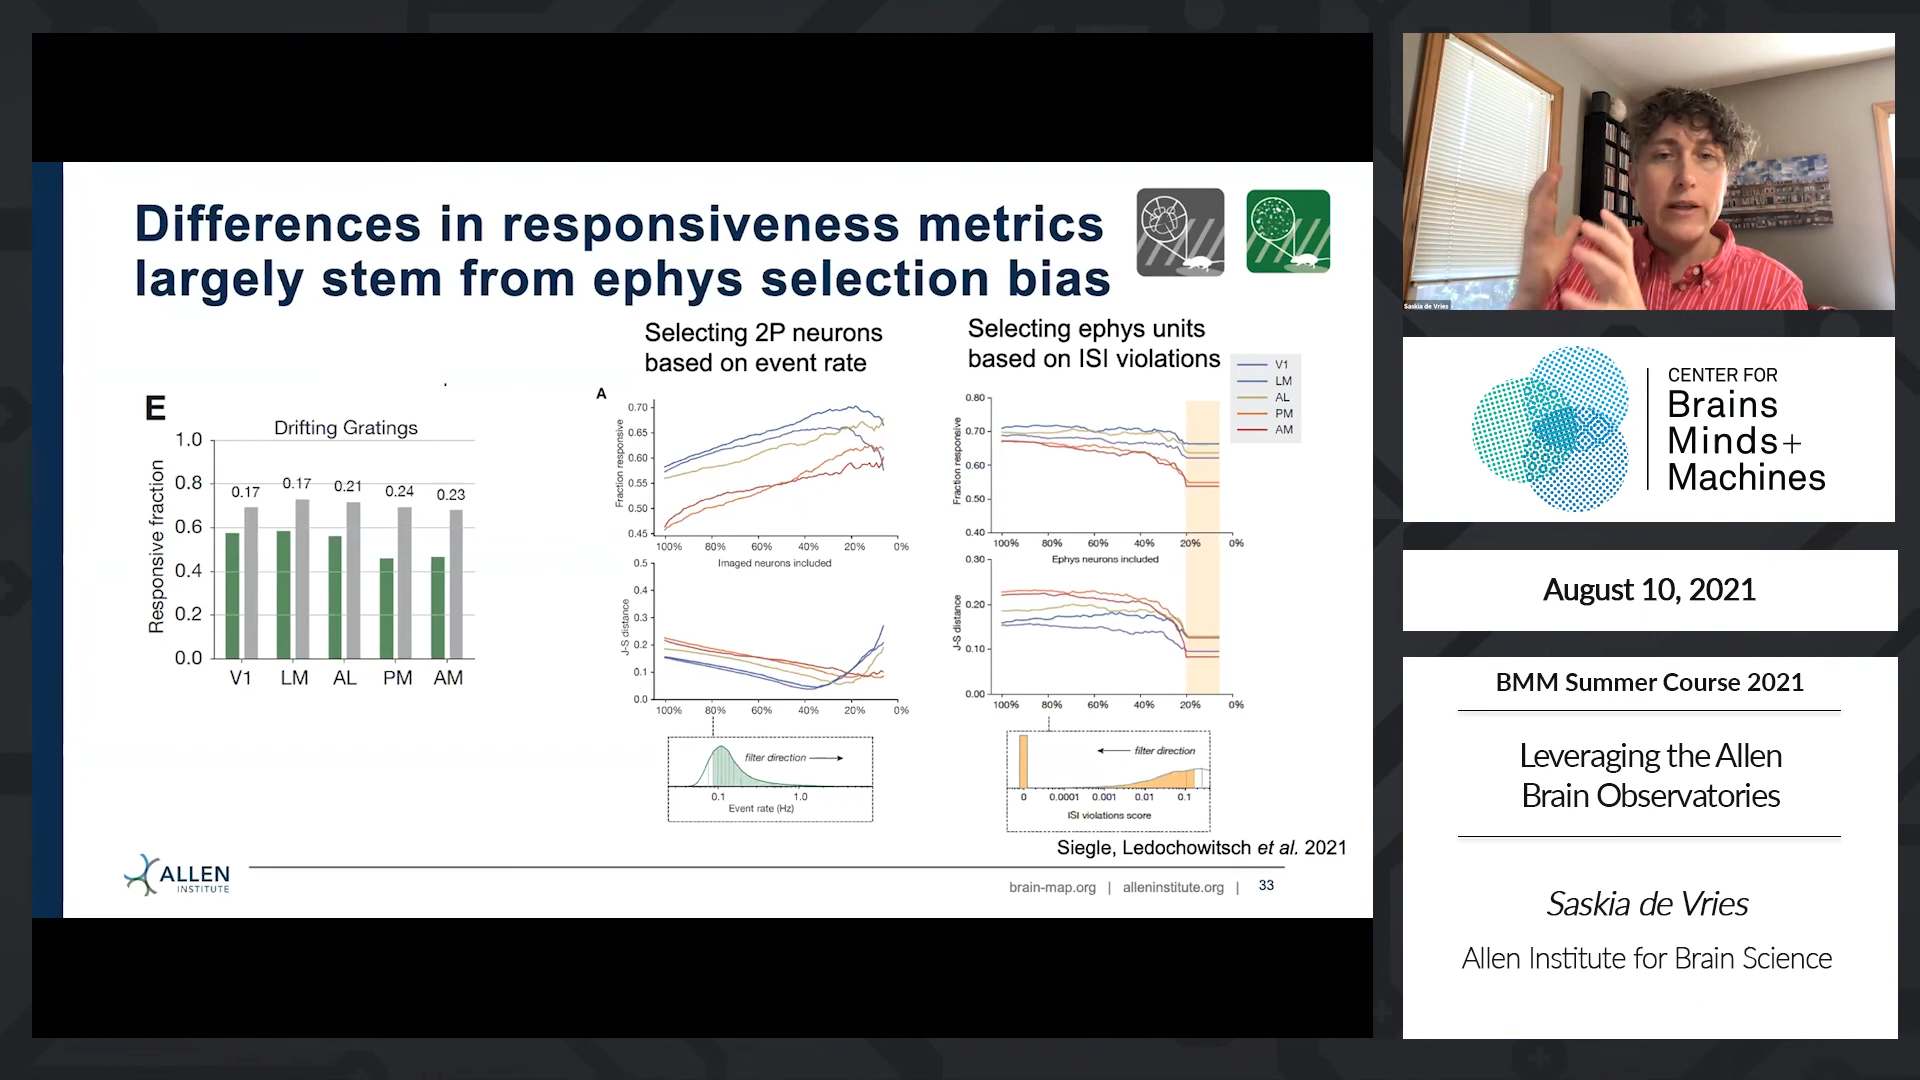 Differences in responsiveness metrics
largely stem from ephys selection bias
E
Drifting Gratings
Responsive fraction
1.0
0.8
0.6
0.4
0.2
0.0
0.17
0.17
0.21
0.24
0.23
V1
LM
AL
PM
AM
Selecting 2P neurons
based on event rate
A
Fraction responsive
0.70
0.65
0.60
0.55
0.50
0.45
100% 80% 60% 40% 20% 0%
Imaged neurons included
J-S distance
0.5
0.4
0.3
0.2
0.1
0.0
100% 80% 60% 40% 20% 0%
filter direction
0.1 1.0
Event rate (Hz)
Selecting ephys units
based on ISI violations
V1
LM
AL
PM
AM
Fraction responsive
0.80
0.70
0.60
0.50
0.40
100% 80% 60% 40% 20% 0%
Ephys neurons included
J-S distance
0.30
0.20
0.10
0.00
100% 80% 60% 40% 20% 0%
filter direction
0 0.0001 0.001 0.01 0.1
ISI violations score
Siegle, Ledochowitsch et al. 2021
ALLEN
INSTITUTE
brain-map.org | alleninstitute.org | 33
Saskia de Vries
CENTER FOR
Brains
Minds+
Machines
August 10, 2021
BMM Summer Course 2021
Leveraging the Allen
Brain Observatories
Saskia de Vries
Allen Institute for Brain Science